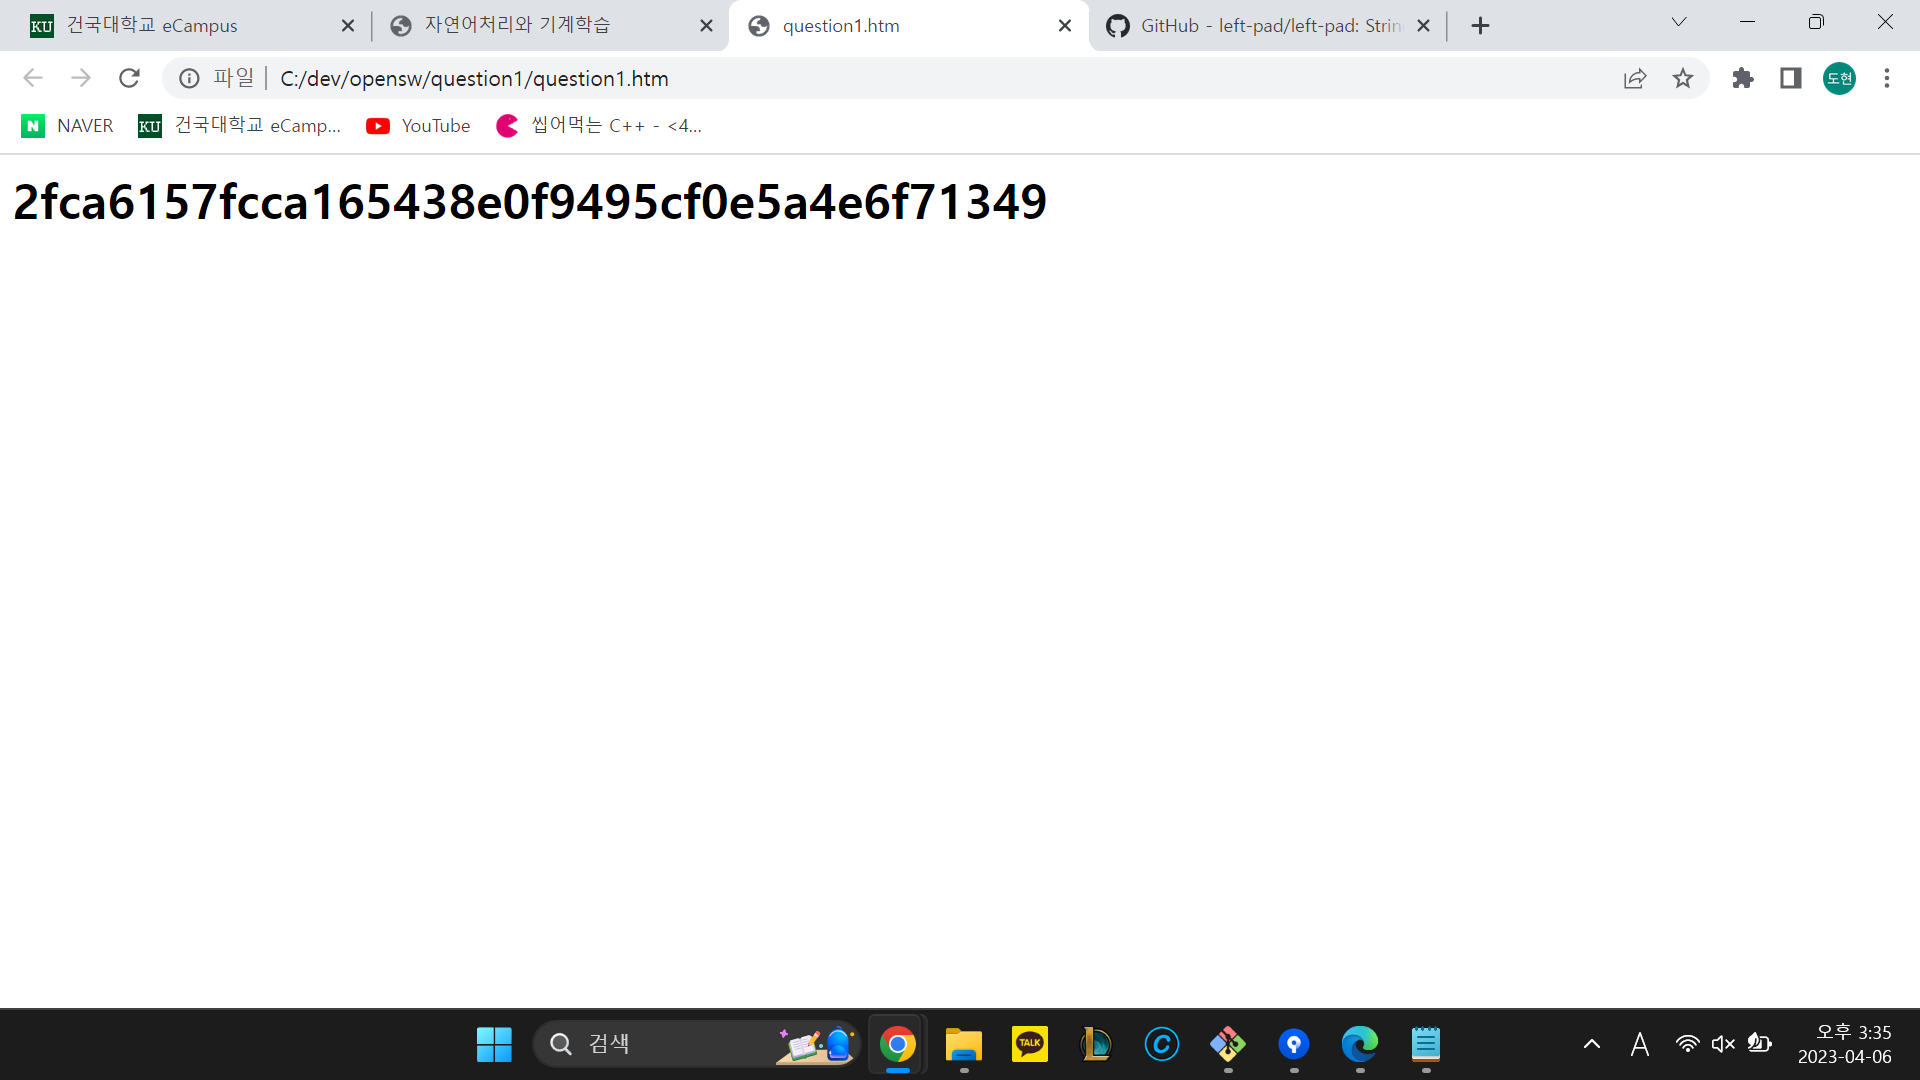 KU 건국대학교 eCampus
자연어처리와 기계학습
question1.htm
GitHub - left-pad/left-pad: Strin
파일 C:/dev/opensw/question1/question1.htm
도현
N NAVER
KU 건국대학교 eCamp...
YouTube
씹어먹는 C++ - <4...
2fca6157fcca165438e0f9495cf0e5a4e6f71349
검색
TALK
A
오후 3:35
2023-04-06